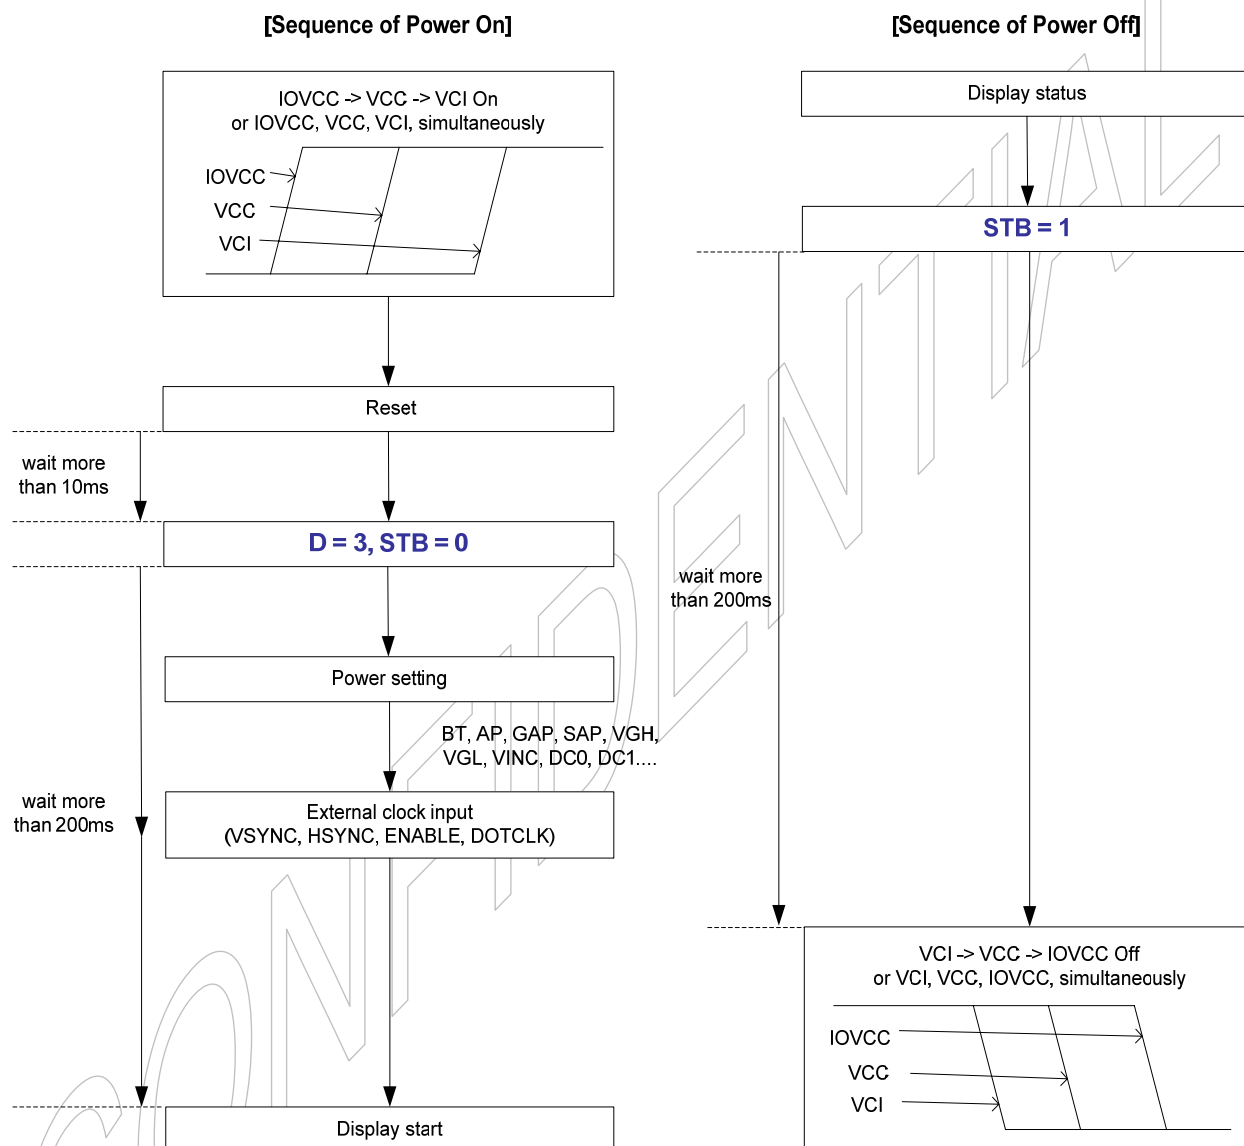 [Sequence of Power On]
IOVCC -> VCC -> VCI On
or IOVCC, VCC, VCI, simultaneously
IOVCC
VCC
VCI
Reset
wait more
than 10ms
D = 3, STB = 0
Power setting
BT, AP, GAP, SAP, VGH,
VGL, VINC, DC0, DC1....
External clock input
(VSYNC, HSYNC, ENABLE, DOTCLK)
wait more
than 200ms
Display start
[Sequence of Power Off]
Display status
STB = 1
wait more
than 200ms
VCI -> VCC -> IOVCC Off
or VCI, VCC, IOVCC, simultaneously
IOVCC
VCC
VCI
CONFIDENTIAL